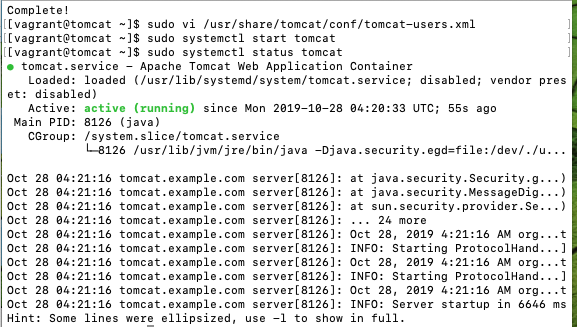 Complete!
[[vagrant@tomcat ~]$ sudo vi /usr/share/tomcat/conf/tomcat-users.xml ]
[[vagrant@tomcat ~]$ sudo systemctl start tomcat ]
[[vagrant@tomcat ~]$ sudo systemctl status tomcat ]
● tomcat.service - Apache Tomcat Web Application Container
Loaded: loaded (/usr/lib/systemd/system/tomcat.service; disabled; vendor pres
et: disabled)
Active: active (running) since Mon 2019-10-28 04:20:33 UTC; 55s ago
Main PID: 8126 (java)
CGroup: /system.slice/tomcat.service
└─8126 /usr/lib/jvm/jre/bin/java -Djava.security.egd=file:/dev/./u...
Oct 28 04:21:16 tomcat.example.com server[8126]: at java.security.Security.g...)
Oct 28 04:21:16 tomcat.example.com server[8126]: at java.security.MessageDig...)
Oct 28 04:21:16 tomcat.example.com server[8126]: at sun.security.provider.Se...)
Oct 28 04:21:16 tomcat.example.com server[8126]: ... 24 more
Oct 28 04:21:16 tomcat.example.com server[8126]: Oct 28, 2019 4:21:16 AM org...t
Oct 28 04:21:16 tomcat.example.com server[8126]: INFO: Starting ProtocolHand...]
Oct 28 04:21:16 tomcat.example.com server[8126]: Oct 28, 2019 4:21:16 AM org...t
Oct 28 04:21:16 tomcat.example.com server[8126]: INFO: Starting ProtocolHand...]
Oct 28 04:21:16 tomcat.example.com server[8126]: Oct 28, 2019 4:21:16 AM org...t
Oct 28 04:21:16 tomcat.example.com server[8126]: INFO: Server startup in 6646 ms
Hint: Some lines were ellipsized, use -l to show in full.